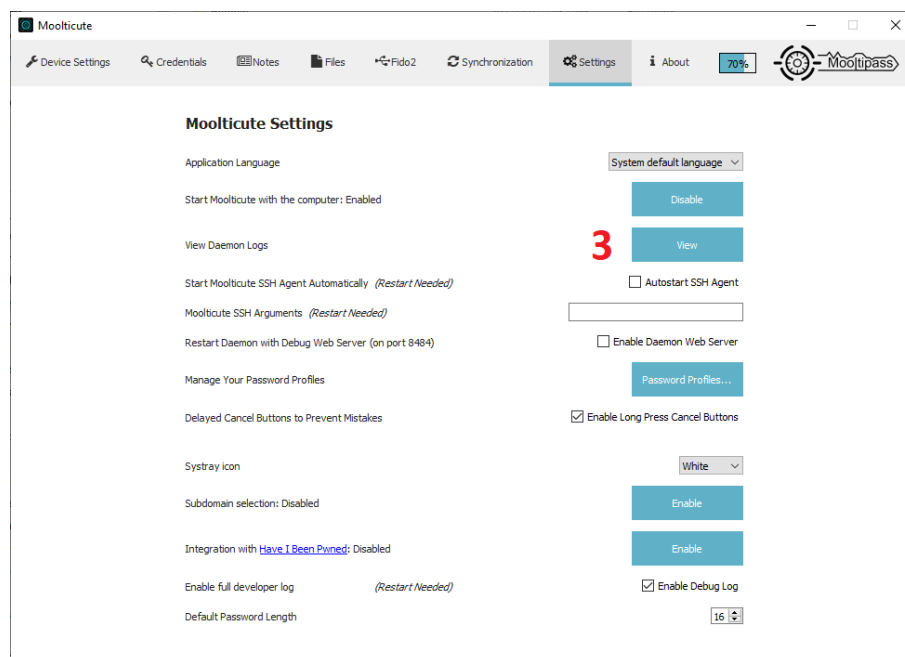 Moolticute
Device Settings Credentials Notes Files Fido2 Synchronization Settings About 70% Mooltipass
Moolticute Settings
Application Language System default language
Start Moolticute with the computer: Enabled Disable
View Daemon Logs 3 View
Start Moolticute SSH Agent Automatically (Restart Needed) Autostart SSH Agent
Moolticute SSH Arguments (Restart Needed)
Restart Daemon with Debug Web Server (on port 8484) Enable Daemon Web Server
Manage Your Password Profiles Password Profiles...
Delayed Cancel Buttons to Prevent Mistakes Enable Long Press Cancel Buttons
Systray icon White
Subdomain selection: Disabled Enable
Integration with Have I Been Pwned: Disabled Enable
Enable full developer log (Restart Needed) Enable Debug Log
Default Password Length 16